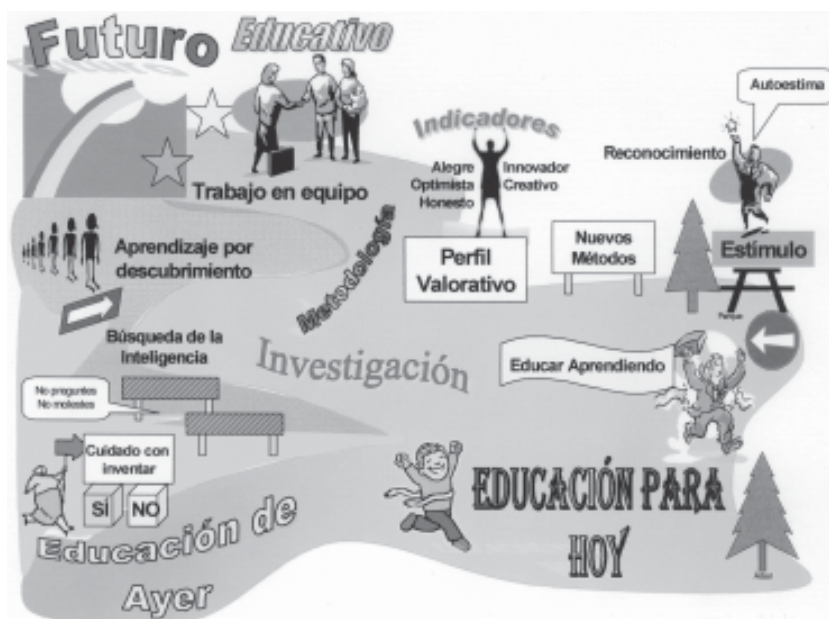 Futuro Educativo
Autoestima
Indicadores
Reconocimiento
Alegre
Optimista
Honesto
Innovador
Creativo
Trabajo en equipo
Metodología
Perfil
Valorativo
Nuevos
Métodos
Estímulo
Parque
Aprendizaje por
descubrimiento
Búsqueda de la
Inteligencia
Investigación
Educar Aprendiendo
No preguntes
No molestes
Cuidado con
inventar
SÍ NO
Educación de
Ayer
EDUCACIÓN PARA
HOY